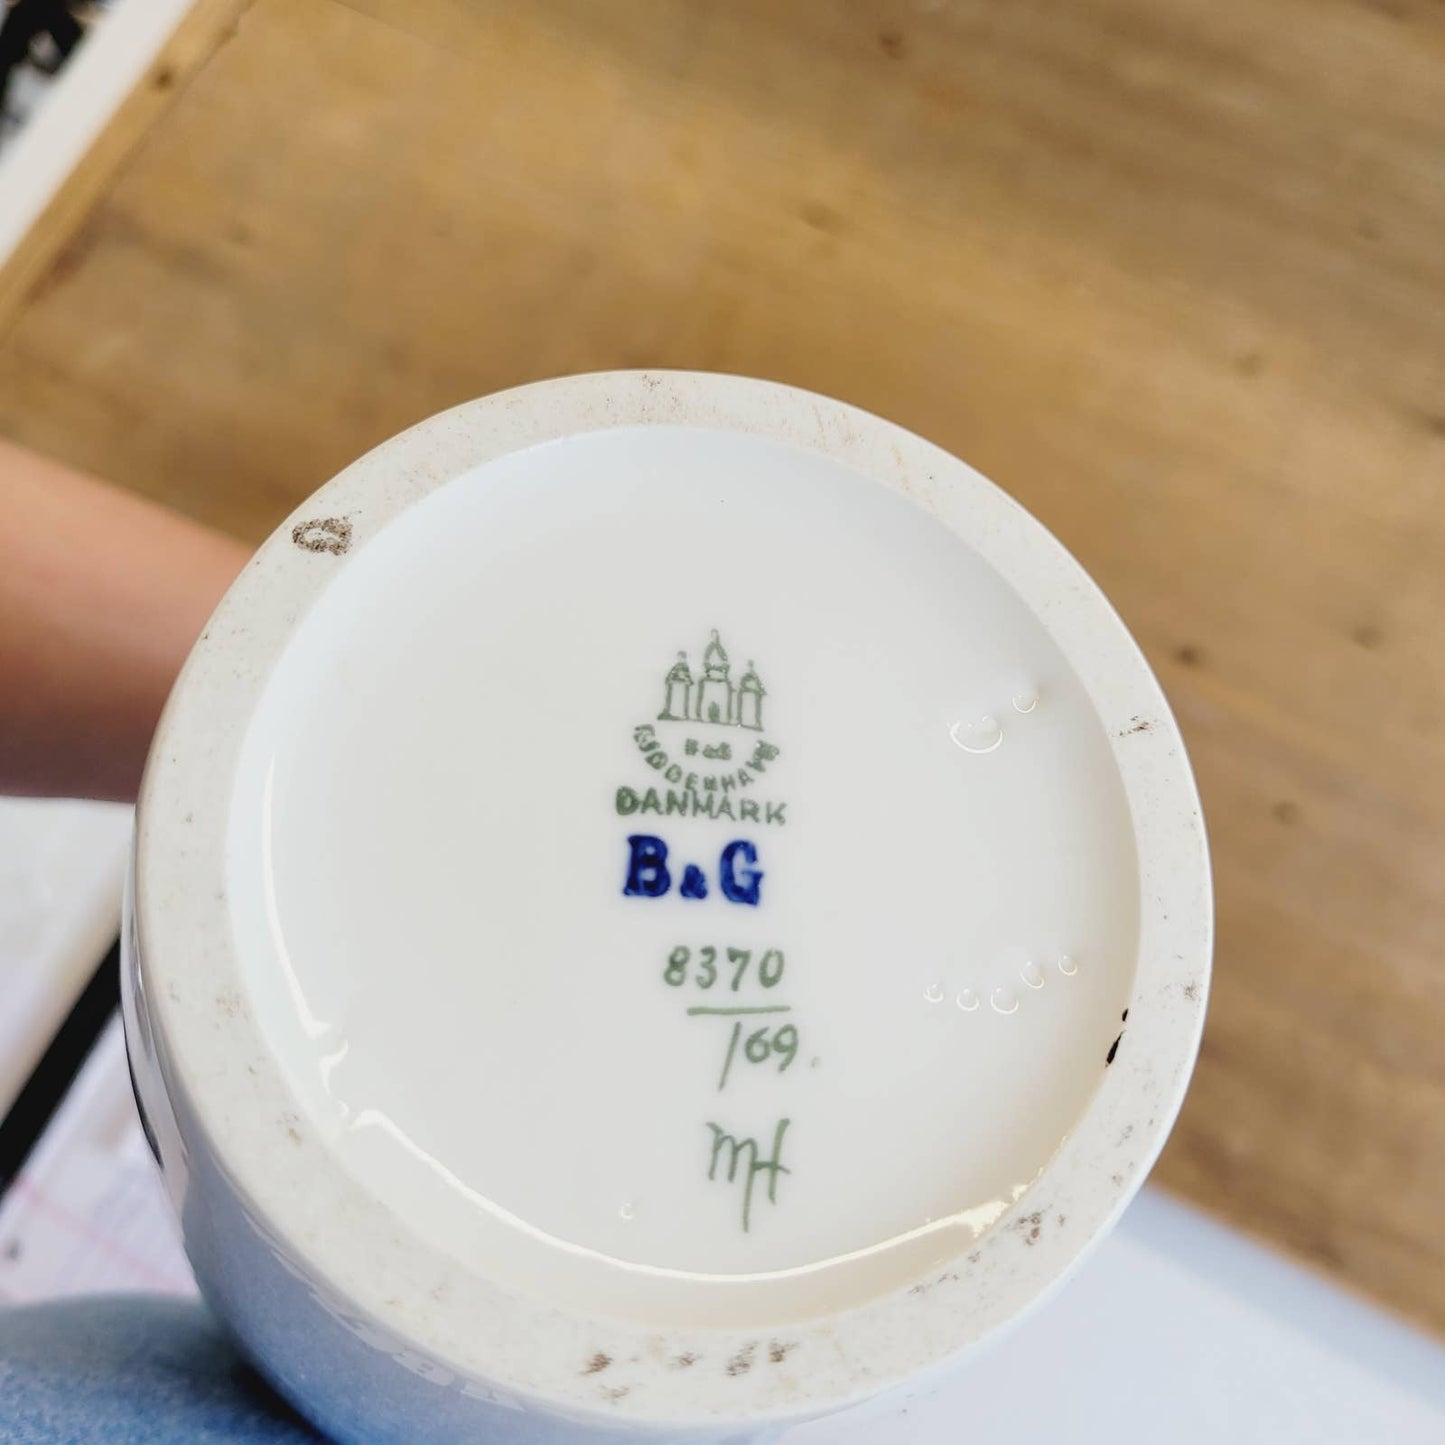 B&G
KJØBENHAVN
DANMARK
B&G
8370
/169.
MH